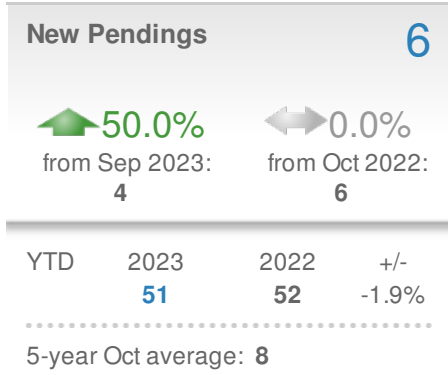 New Pendings 6
50.0% 0.0%
from Sep 2023: from Oct 2022:
4 6
YTD 2023 2022 +/-
51 52 -1.9%
5-year Oct average: 8